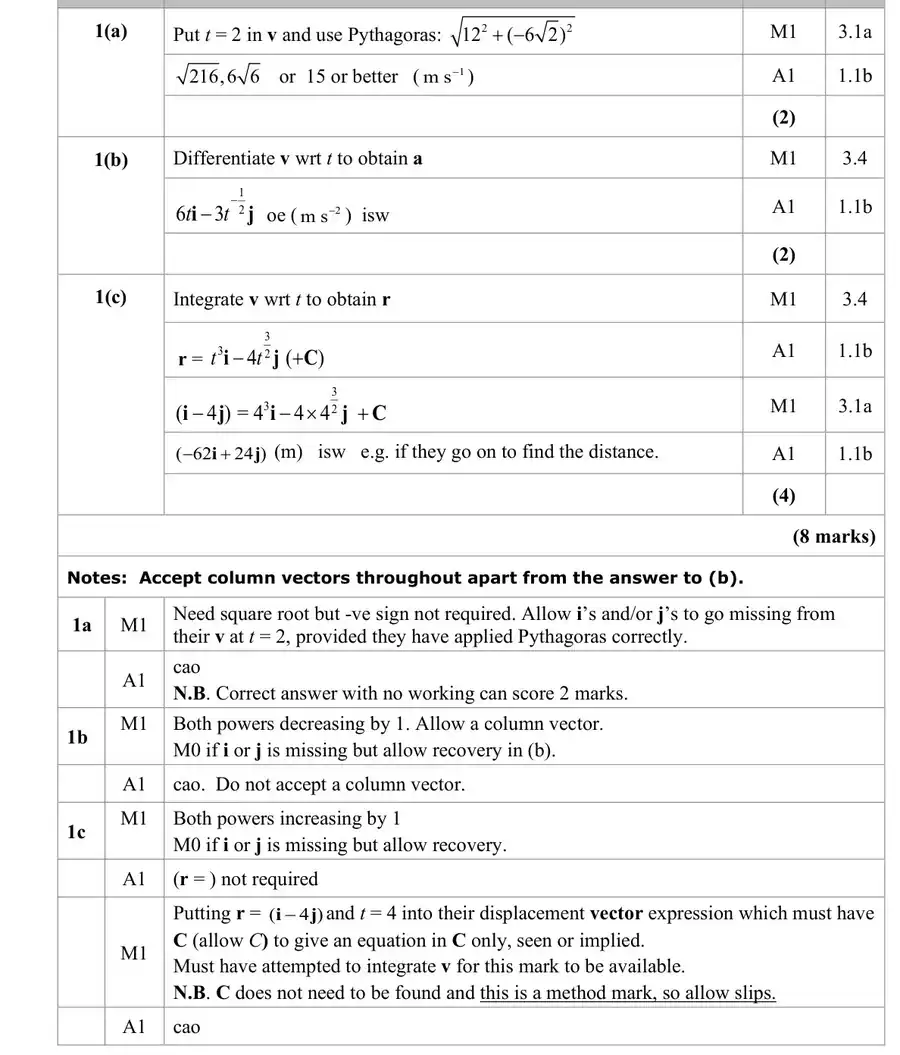 1(a) Put t = 2 in v and use Pythagoras: √(12² + (−6√2)²) M1 3.1a
√216, 6√6 or 15 or better (m s⁻¹) A1 1.1b
(2)
1(b) Differentiate v wrt t to obtain a M1 3.4
6ti − 3t^(−1/2) j oe (m s⁻²) isw A1 1.1b
(2)
1(c) Integrate v wrt t to obtain r M1 3.4
r = t³i − 4t^(3/2) j (+C) A1 1.1b
(i − 4j) = 4³i − 4 × 4^(3/2) j + C M1 3.1a
(−62i + 24j) (m) isw e.g. if they go on to find the distance. A1 1.1b
(4)
(8 marks)
Notes: Accept column vectors throughout apart from the answer to (b).
1a M1 Need square root but -ve sign not required. Allow i's and/or j's to go missing from
their v at t = 2, provided they have applied Pythagoras correctly.
A1 cao
N.B. Correct answer with no working can score 2 marks.
1b M1 Both powers decreasing by 1. Allow a column vector.
M0 if i or j is missing but allow recovery in (b).
A1 cao. Do not accept a column vector.
1c M1 Both powers increasing by 1
M0 if i or j is missing but allow recovery.
A1 (r = ) not required
M1 Putting r = (i − 4j) and t = 4 into their displacement vector expression which must have
C (allow C) to give an equation in C only, seen or implied.
Must have attempted to integrate v for this mark to be available.
N.B. C does not need to be found and this is a method mark, so allow slips.
A1 cao